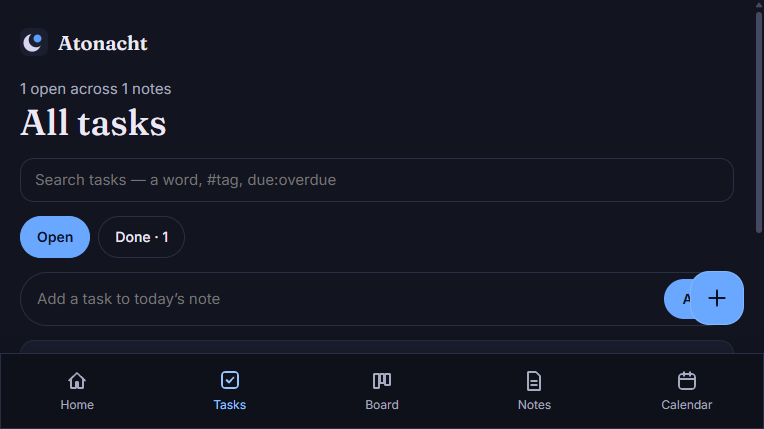 Atonacht
1 open across 1 notes
All tasks
Search tasks — a word, #tag, due:overdue
Open
Done · 1
Add a task to today’s note
Home
Tasks
Board
Notes
Calendar